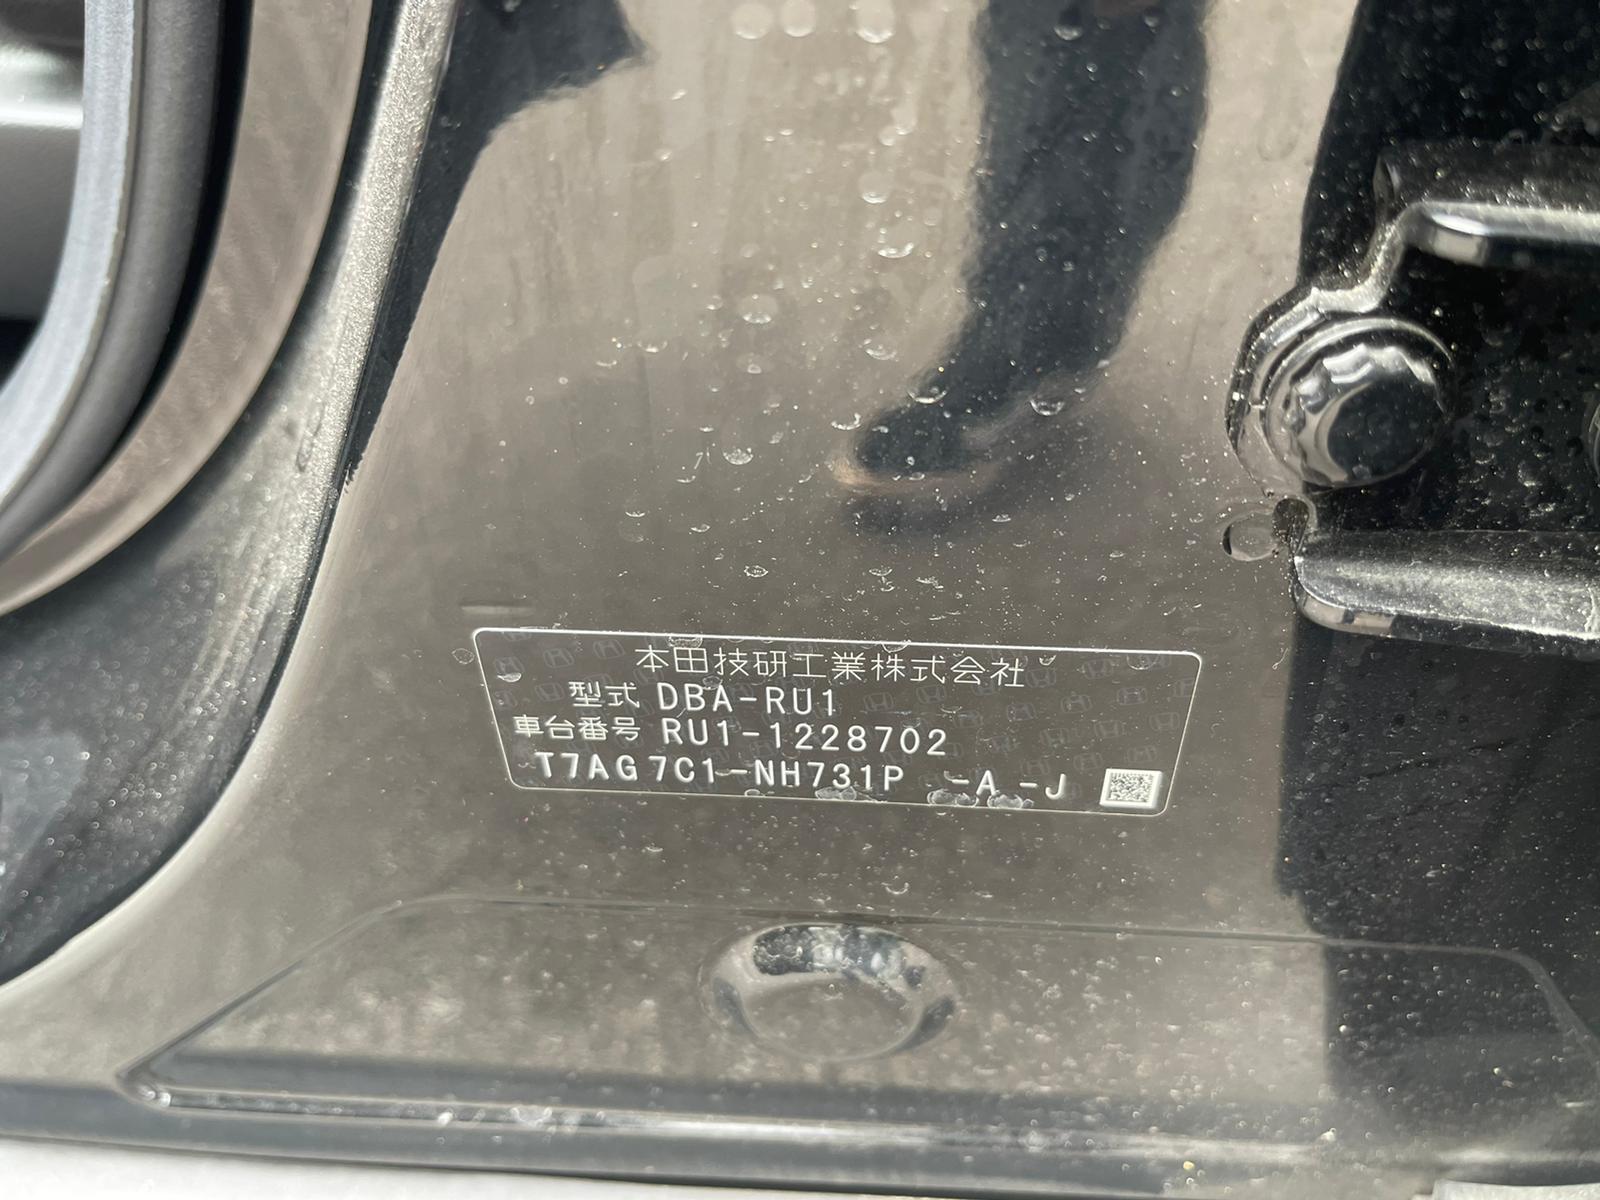 本田技研工業株式会社
型式 DBA-RU1
車台番号 RU1-1228702
T7AG7C1-NH731P -A -J